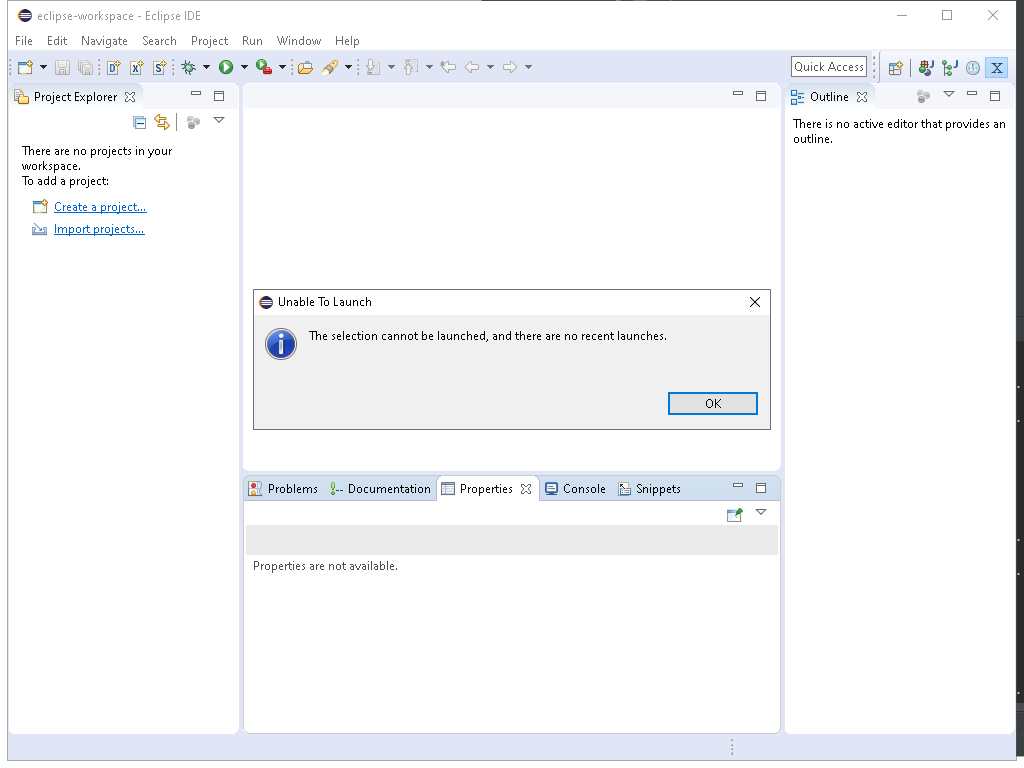 eclipse-workspace - Eclipse IDE
File Edit Navigate Search Project Run Window Help
Quick Access
Project Explorer
There are no projects in your
workspace.
To add a project:
Create a project...
Import projects...
Outline
There is no active editor that provides an
outline.
Unable To Launch
The selection cannot be launched, and there are no recent launches.
OK
Problems Documentation Properties Console Snippets
Properties are not available.